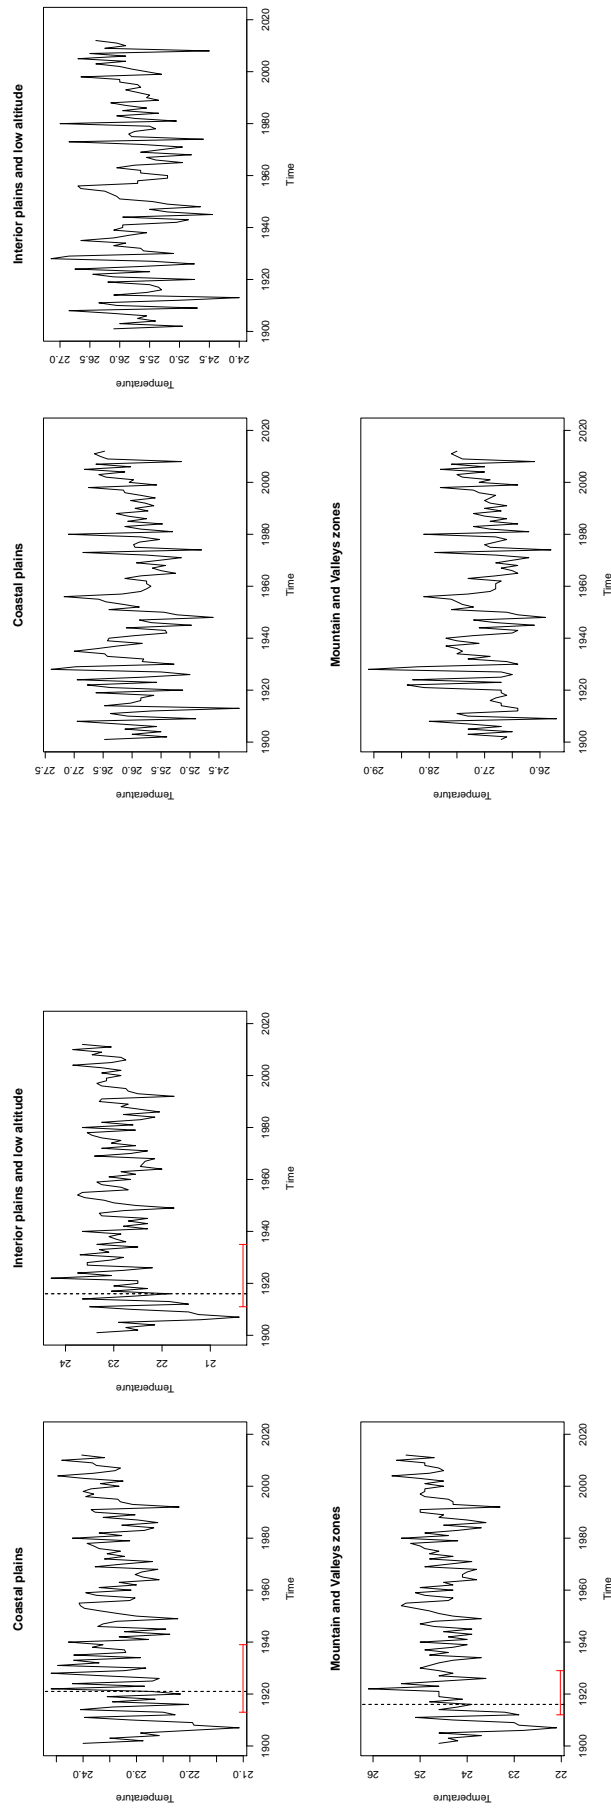 Coastal plains
Temperature
21.0 22.0 23.0 24.0
1900 1920 1940 1960 1980 2000 2020
Time
Interior plains and low altitude
Temperature
21 22 23 24
1900 1920 1940 1960 1980 2000 2020
Time
Mountain and Valleys zones
Temperature
22 23 24 25 26
1900 1920 1940 1960 1980 2000 2020
Time
Coastal plains
Temperature
24.5 25.0 25.5 26.0 26.5 27.0 27.5
1900 1920 1940 1960 1980 2000 2020
Time
Interior plains and low altitude
Temperature
24.0 24.5 25.0 25.5 26.0 26.5 27.0
1900 1920 1940 1960 1980 2000 2020
Time
Mountain and Valleys zones
Temperature
26.0 27.0 28.0 29.0
1900 1920 1940 1960 1980 2000 2020
Time